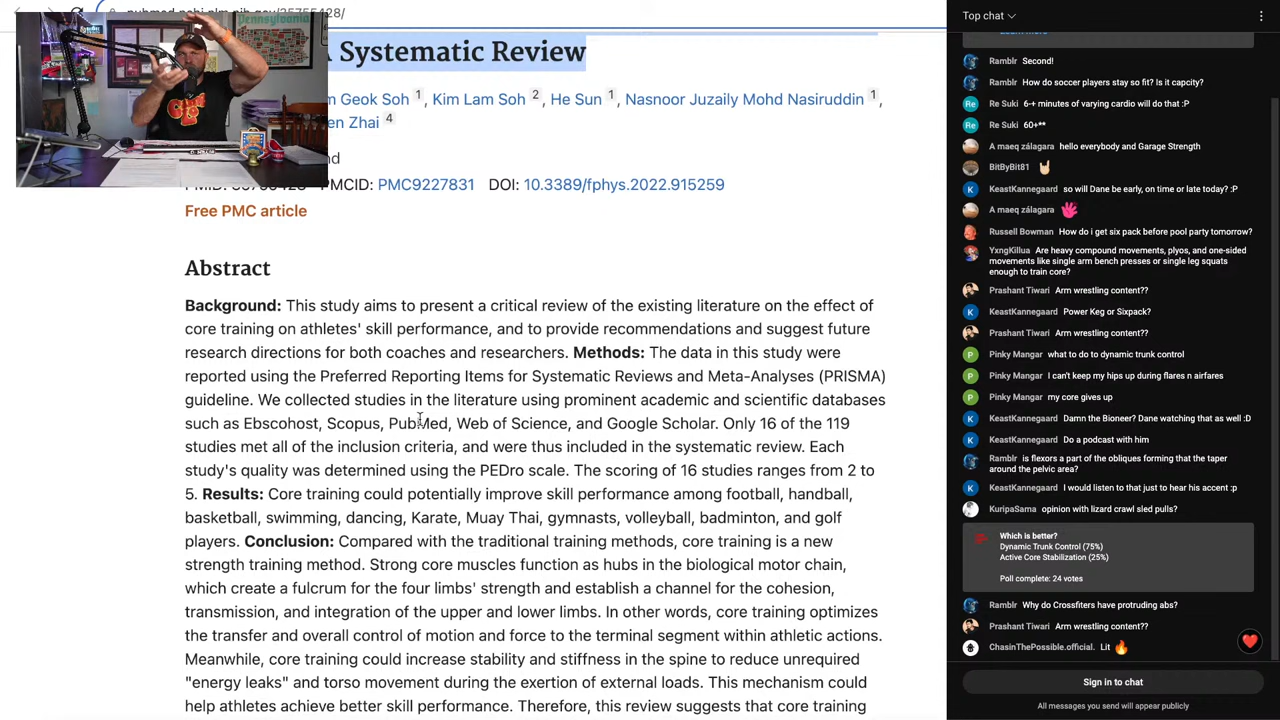 pubmed.ncbi.nlm.nih.gov/35755428/
Pennsylvania
A Systematic Review
m Geok Soh 1, Kim Lam Soh 2, He Sun 1, Nasnoor Juzaily Mohd Nasiruddin 1,
en Zhai 4
nd
PMCID: PMC9227831 DOI: 10.3389/fphys.2022.915259
Free PMC article
Abstract
Background: This study aims to present a critical review of the existing literature on the effect of
core training on athletes' skill performance, and to provide recommendations and suggest future
research directions for both coaches and researchers. Methods: The data in this study were
reported using the Preferred Reporting Items for Systematic Reviews and Meta-Analyses (PRISMA)
guideline. We collected studies in the literature using prominent academic and scientific databases
such as Ebscohost, Scopus, PubMed, Web of Science, and Google Scholar. Only 16 of the 119
studies met all of the inclusion criteria, and were thus included in the systematic review. Each
study's quality was determined using the PEDro scale. The scoring of 16 studies ranges from 2 to
5. Results: Core training could potentially improve skill performance among football, handball,
basketball, swimming, dancing, Karate, Muay Thai, gymnasts, volleyball, badminton, and golf
players. Conclusion: Compared with the traditional training methods, core training is a new
strength training method. Strong core muscles function as hubs in the biological motor chain,
which create a fulcrum for the four limbs' strength and establish a channel for the cohesion,
transmission, and integration of the upper and lower limbs. In other words, core training optimizes
the transfer and overall control of motion and force to the terminal segment within athletic actions.
Meanwhile, core training could increase stability and stiffness in the spine to reduce unrequired
"energy leaks" and torso movement during the exertion of external loads. This mechanism could
help athletes achieve better skill performance. Therefore, this review suggests that core training
Top chat
Ramblr Second!
Ramblr How do soccer players stay so fit? Is it capcity?
Re Re Suki 6-+ minutes of varying cardio will do that :P
Re Re Suki 60+**
A maeq zálagara hello everybody and Garage Strength
BitByBit81 🤘🏻
K KeastKannegaard so will Dane be early, on time or late today? :P
A maeq zálagara
Russell Bowman How do i get six pack before pool party tomorrow?
YxngKillua Are heavy compound movements, plyos, and one-sided
movements like single arm bench presses or single leg squats
enough to train core?
Prashant Tiwari Arm wrestling content??
K KeastKannegaard Power Keg or Sixpack?
Prashant Tiwari Arm wrestling content??
P Pinky Mangar what to do to dynamic trunk control
P Pinky Mangar I can't keep my hips up during flares n airfares
P Pinky Mangar my core gives up
K KeastKannegaard Damn the Bioneer? Dane watching that as well :D
K KeastKannegaard Do a podcast with him
Ramblr is flexors a part of the obliques forming that the taper
around the pelvic area?
K KeastKannegaard I would listen to that just to hear his accent :p
KuripaSama opinion with lizard crawl sled pulls?
Which is better?
Dynamic Trunk Control (75%)
Active Core Stabilization (25%)
Poll complete: 24 votes
Ramblr Why do Crossfiters have protruding abs?
Prashant Tiwari Arm wrestling content??
ChasinThePossible.official. Lit 🔥
Sign in to chat
All messages you send will appear publicly